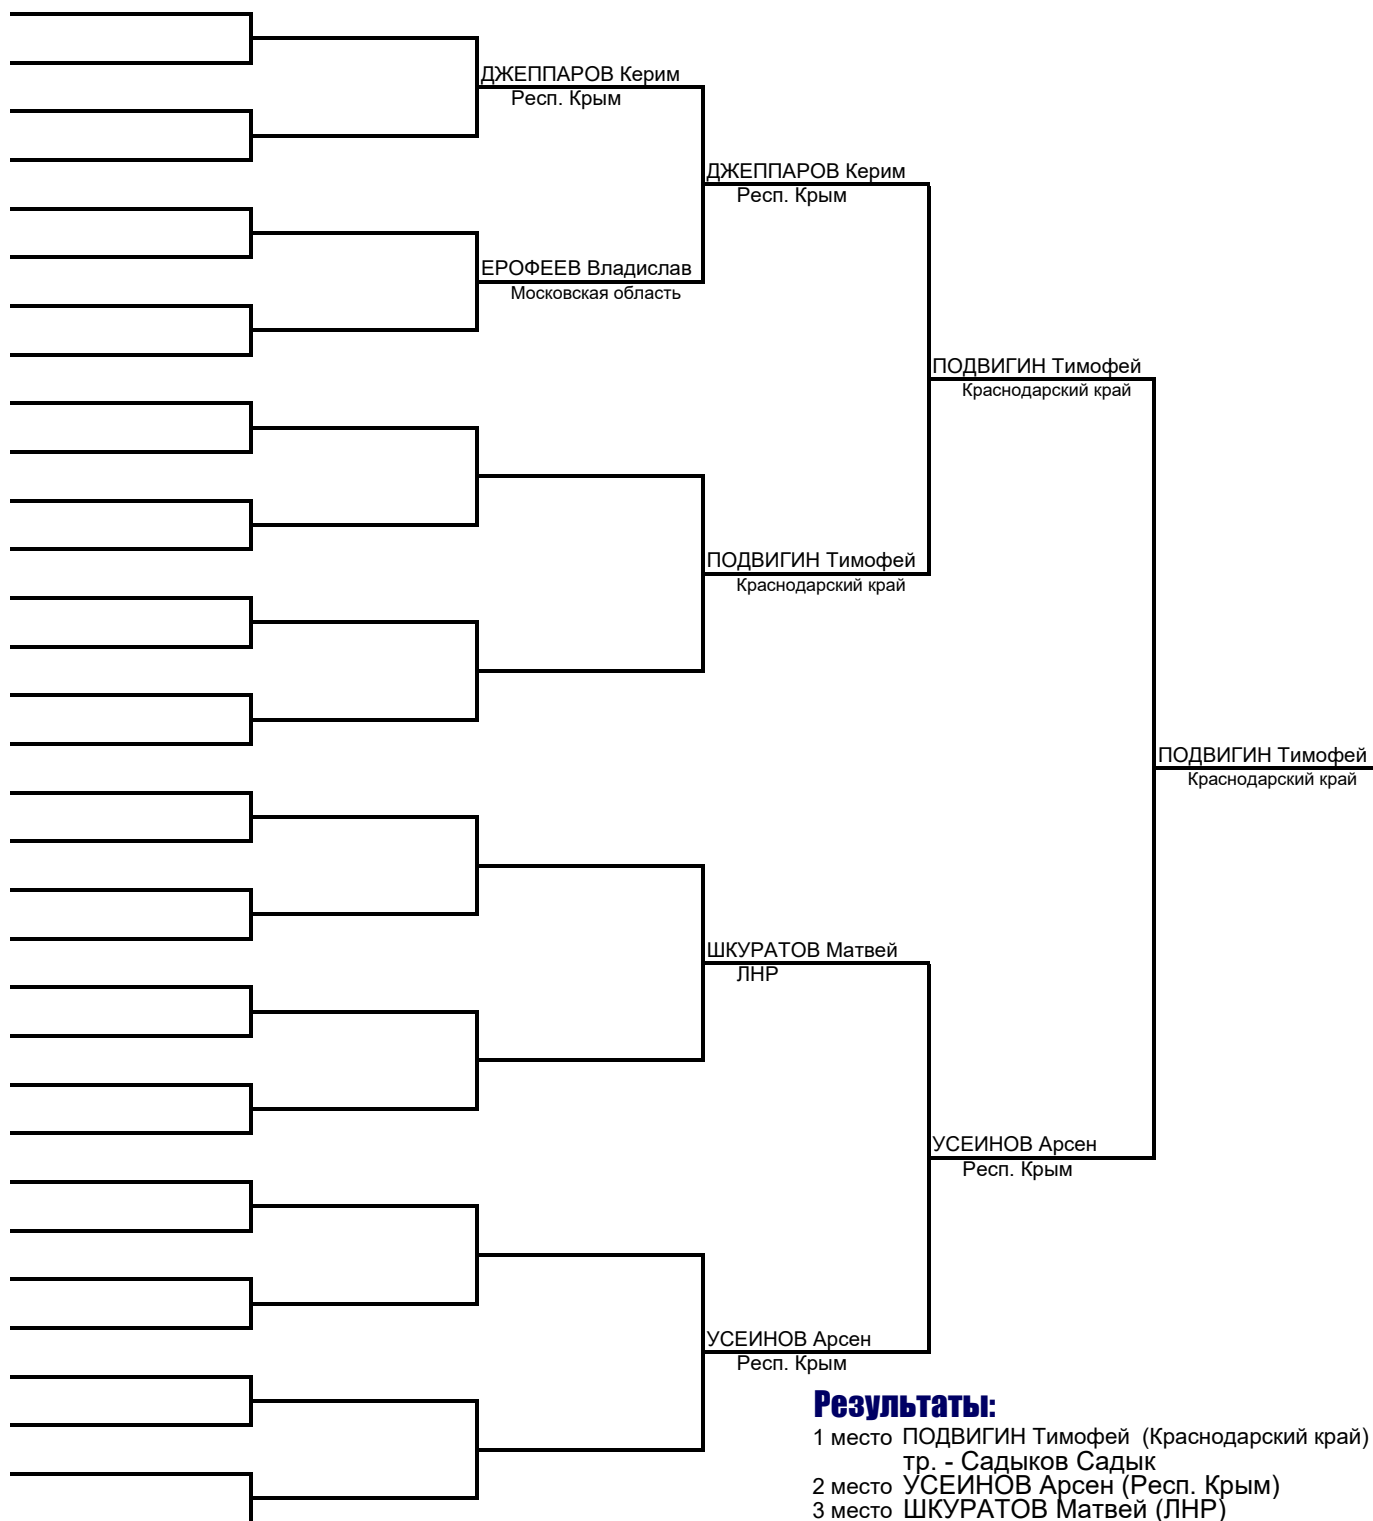 ДЖЕППАРОВ Керим
Респ. Крым
ДЖЕППАРОВ Керим
Респ. Крым
ЕРОФЕЕВ Владислав
Московская область
ПОДВИГИН Тимофей
Краснодарский край
ПОДВИГИН Тимофей
Краснодарский край
ПОДВИГИН Тимофей
Краснодарский край
ШКУРАТОВ Матвей
ЛНР
УСЕИНОВ Арсен
Респ. Крым
УСЕИНОВ Арсен
Респ. Крым
Результаты:
1 место ПОДВИГИН Тимофей (Краснодарский край)
тр. - Садыков Садык
2 место УСЕИНОВ Арсен (Респ. Крым)
3 место ШКУРАТОВ Матвей (ЛНР)